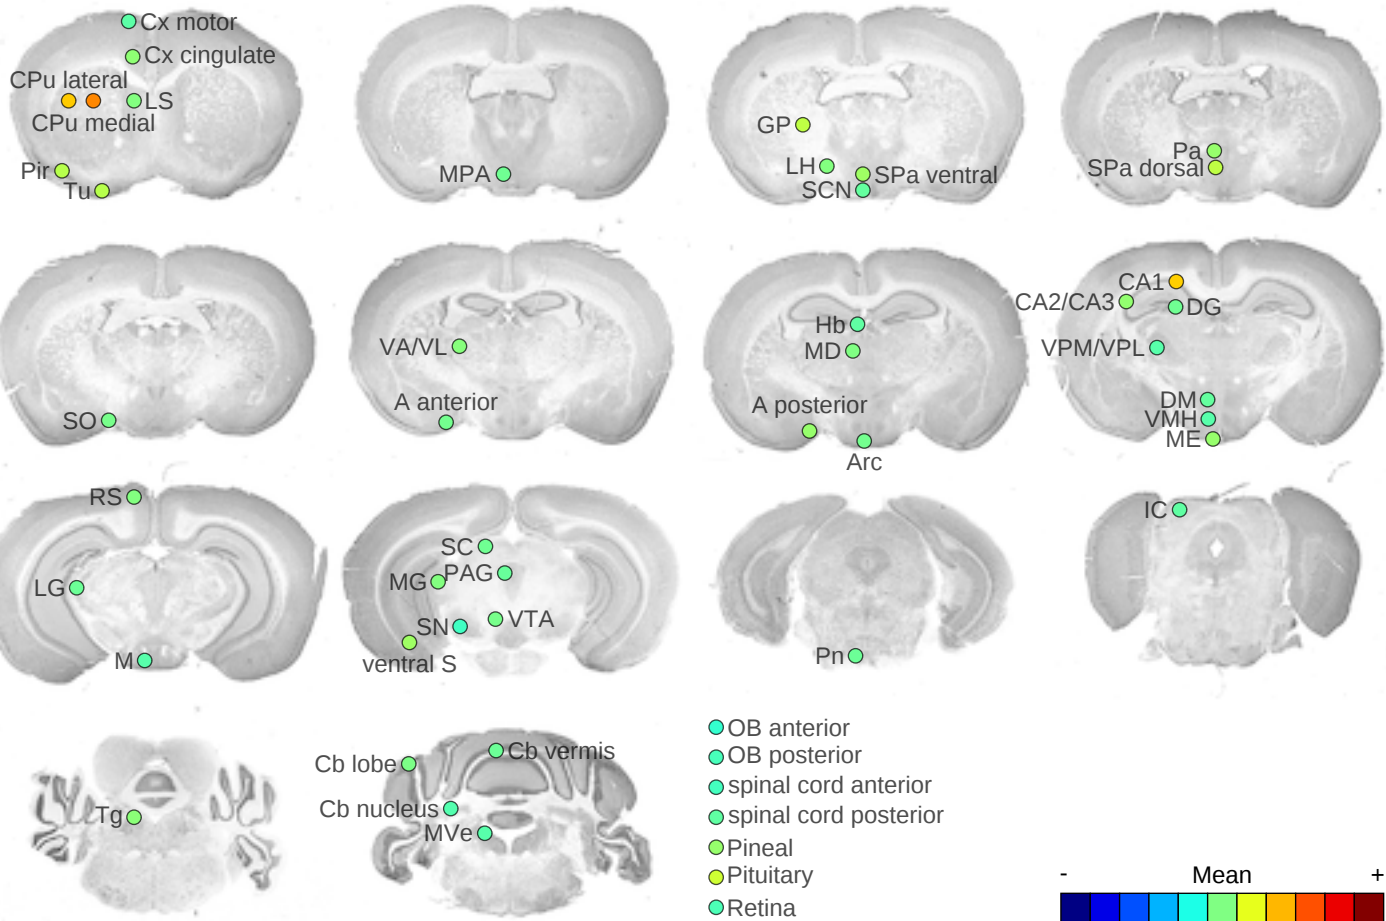 Cx motor
Cx cingulate
CPu lateral
LS
CPu medial
Pir
Tu
MPA
GP
LH
SPa ventral
SCN
Pa
SPa dorsal
SO
VA/VL
A anterior
Hb
MD
A posterior
Arc
CA1
CA2/CA3
DG
VPM/VPL
DM
VMH
ME
RS
LG
M
SC
MG
PAG
SN
VTA
ventral S
Pn
IC
Tg
Cb lobe
Cb vermis
Cb nucleus
MVe
OB anterior
OB posterior
spinal cord anterior
spinal cord posterior
Pineal
Pituitary
Retina
- Mean +